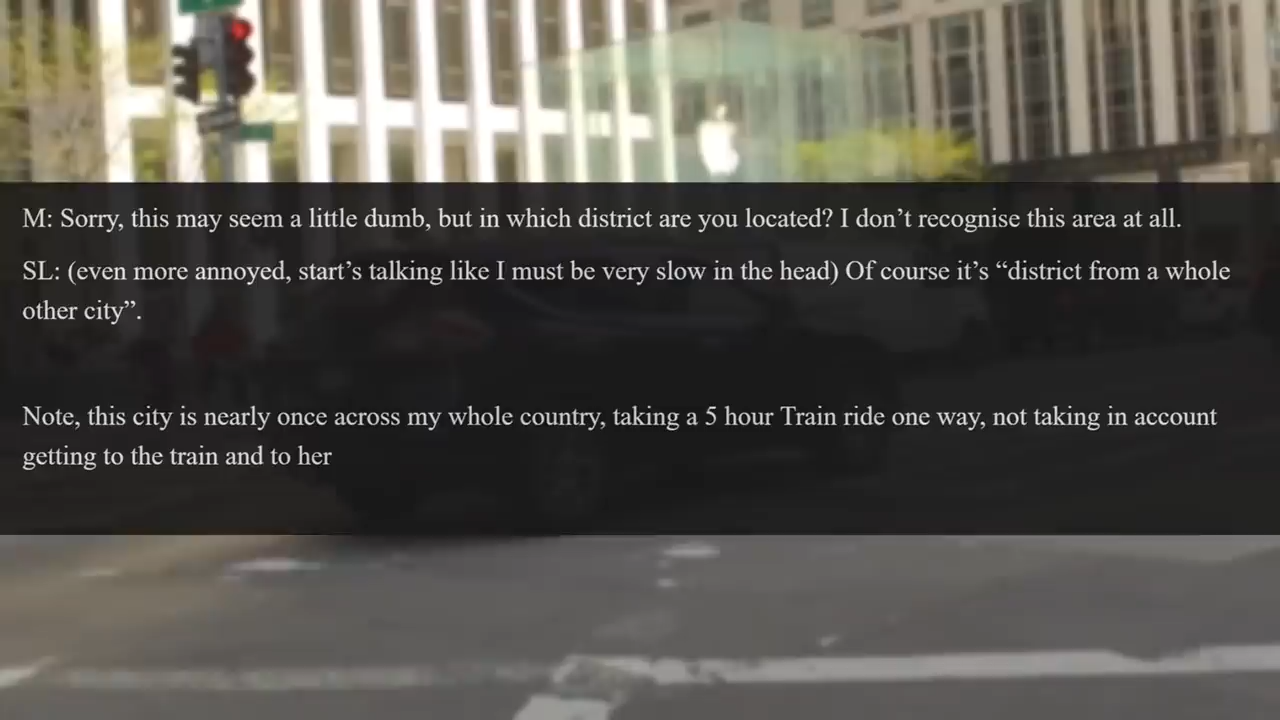 M: Sorry, this may seem a little dumb, but in which district are you located? I don’t recognise this area at all.
SL: (even more annoyed, start’s talking like I must be very slow in the head) Of course it’s “district from a whole
other city”.
Note, this city is nearly once across my whole country, taking a 5 hour Train ride one way, not taking in account
getting to the train and to her